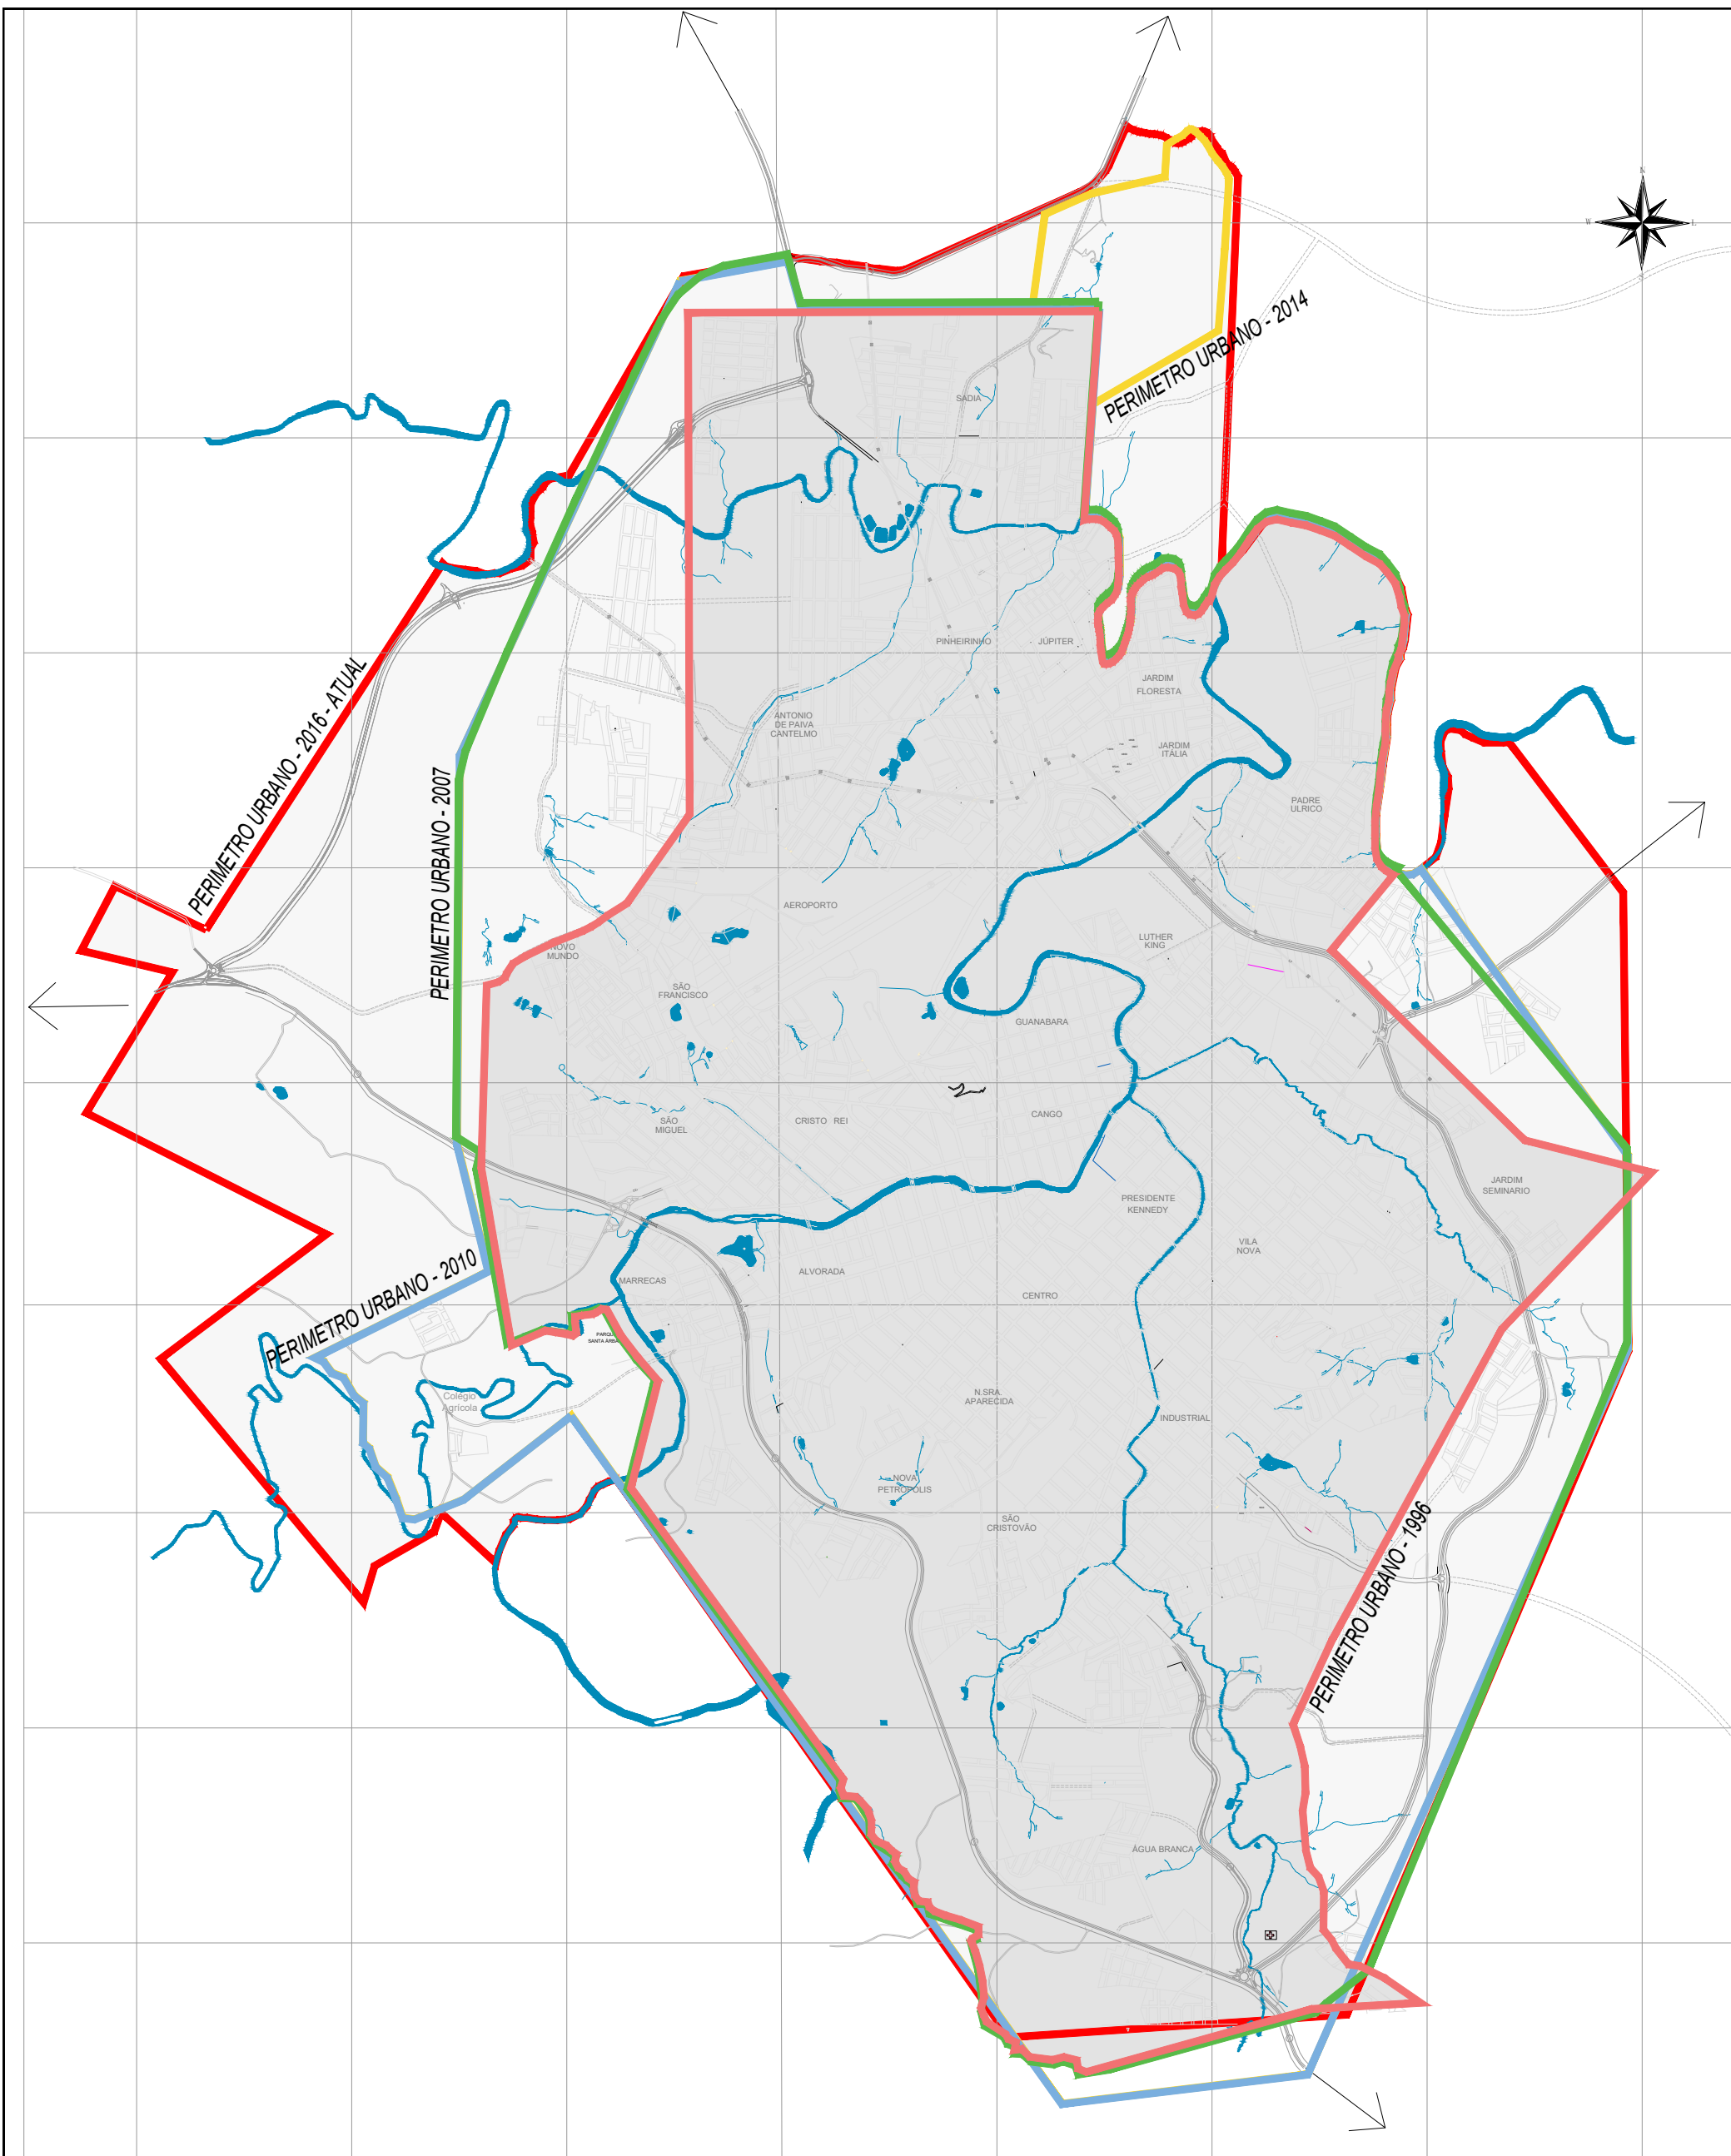 N
W
L
S
PERIMETRO URBANO - 2014
SADIA
PINHEIRINHO
JÚPITER
JARDIM
FLORESTA
PERIMETRO URBANO - 2016 - ATUAL
ANTONIO
DE PAIVA
CANTELMO
JARDIM
ITÁLIA
PERIMETRO URBANO - 2007
PADRE
ULRICO
AEROPORTO
NOVO
MUNDO
LUTHER
KING
SÃO
FRANCISCO
GUANABARA
SÃO
MIGUEL
CRISTO REI
CANGO
JARDIM
SEMINARIO
PRESIDENTE
KENNEDY
VILA
NOVA
PERIMETRO URBANO - 2010
MARRECAS
ALVORADA
CENTRO
Colégio
Agrícola
N.SRA.
APARECIDA
INDUSTRIAL
NOVA
PETRÓPOLIS
SÃO
CRISTOVÃO
PERIMETRO URBANO - 1996
ÁGUA BRANCA